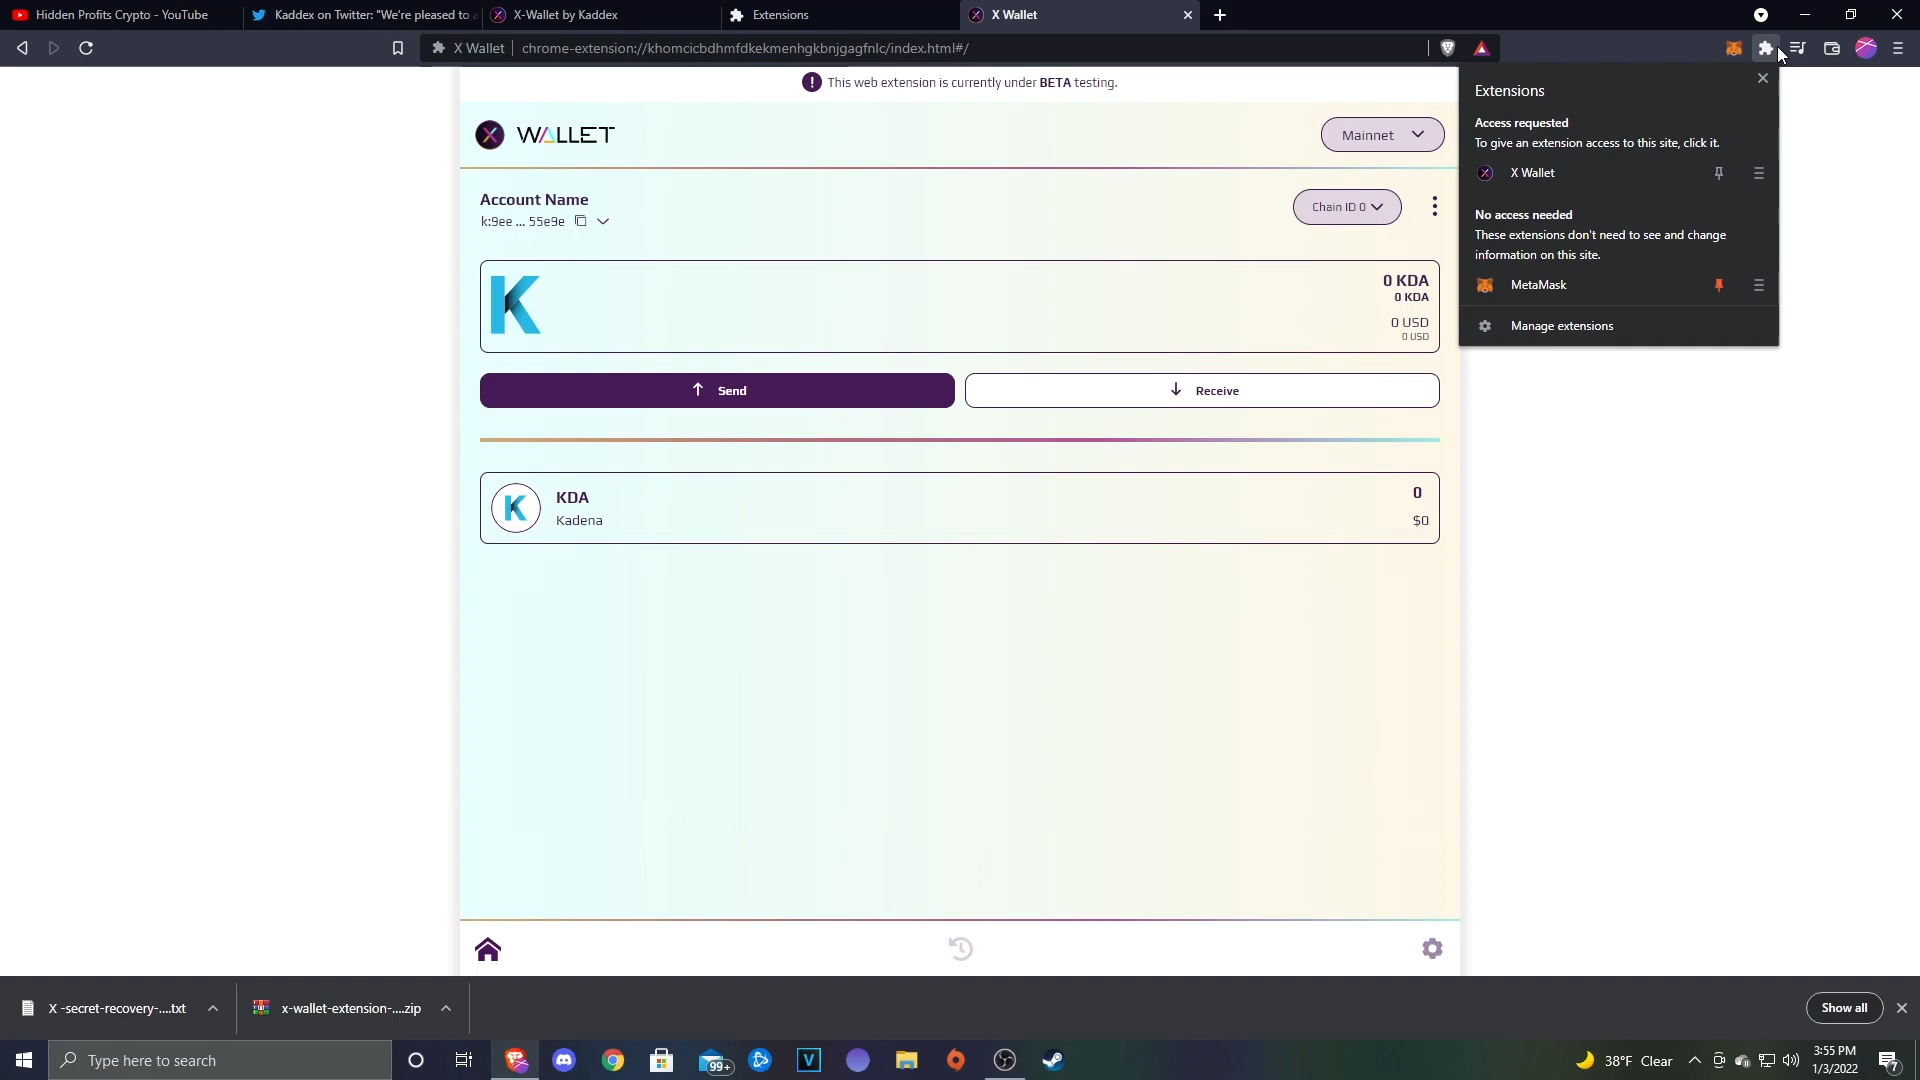 Hidden Profits Crypto - YouTube
Kaddex on Twitter: "We're pleased to a
X-Wallet by Kaddex
Extensions
X Wallet
X Wallet
chrome-extension://khomcicbdhmfdkekmenhgkbnjgagfnlc/index.html#/
This web extension is currently under BETA testing.
WALLET
Mainnet
Account Name
k:9ee ... 55e9e
Chain ID 0
0 KDA
0 KDA
0 USD
0 USD
Send
Receive
KDA
0
Kadena
$0
Extensions
Access requested
To give an extension access to this site, click it.
X Wallet
No access needed
These extensions don't need to see and change
information on this site.
MetaMask
Manage extensions
X -secret-recovery-....txt
x-wallet-extension-....zip
Show all
Type here to search
99+
V
38°F Clear
3:55 PM
1/3/2022
7